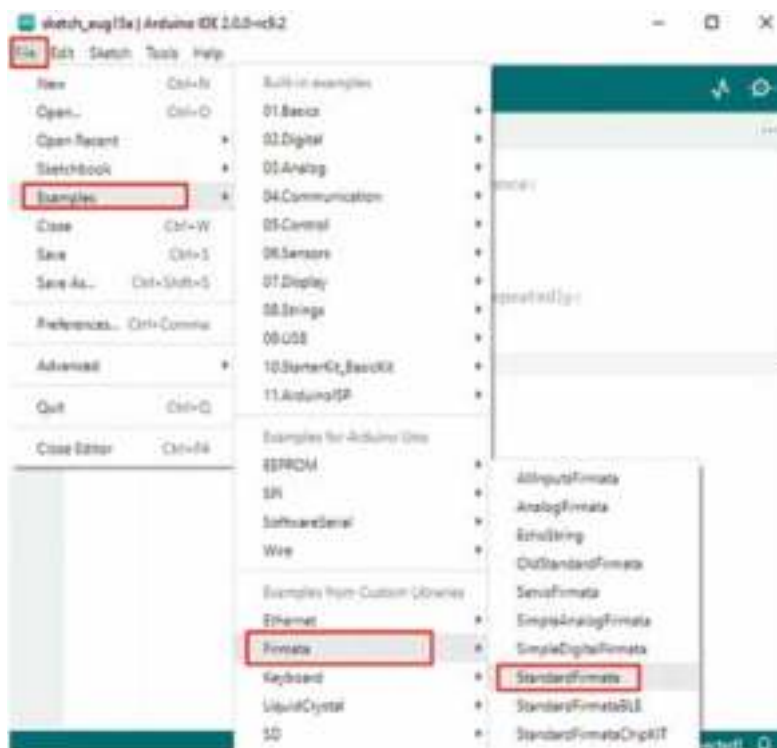 sketch_aug15a | Arduino IDE 2.0.0-rc9.2
File Edit Sketch Tools Help
New Ctrl+N
Open... Ctrl+O
Open Recent
Sketchbook
Examples
Close Ctrl+W
Save Ctrl+S
Save As... Ctrl+Shift+S
Preferences... Ctrl+Comma
Advanced
Quit Ctrl+Q
Close Editor Ctrl+F4
Built-in examples
01.Basics
02.Digital
03.Analog
04.Communication
05.Control
06.Sensors
07.Display
08.Strings
09.USB
10.StarterKit_BasicKit
11.ArduinoISP
Examples for Arduino Uno
EEPROM
SPI
SoftwareSerial
Wire
Examples from Custom Libraries
Ethernet
Firmata
Keyboard
LiquidCrystal
SD
AllInputsFirmata
AnalogFirmata
EchoString
OldStandardFirmata
ServoFirmata
SimpleAnalogFirmata
SimpleDigitalFirmata
StandardFirmata
StandardFirmataBLE
StandardFirmataChipKIT